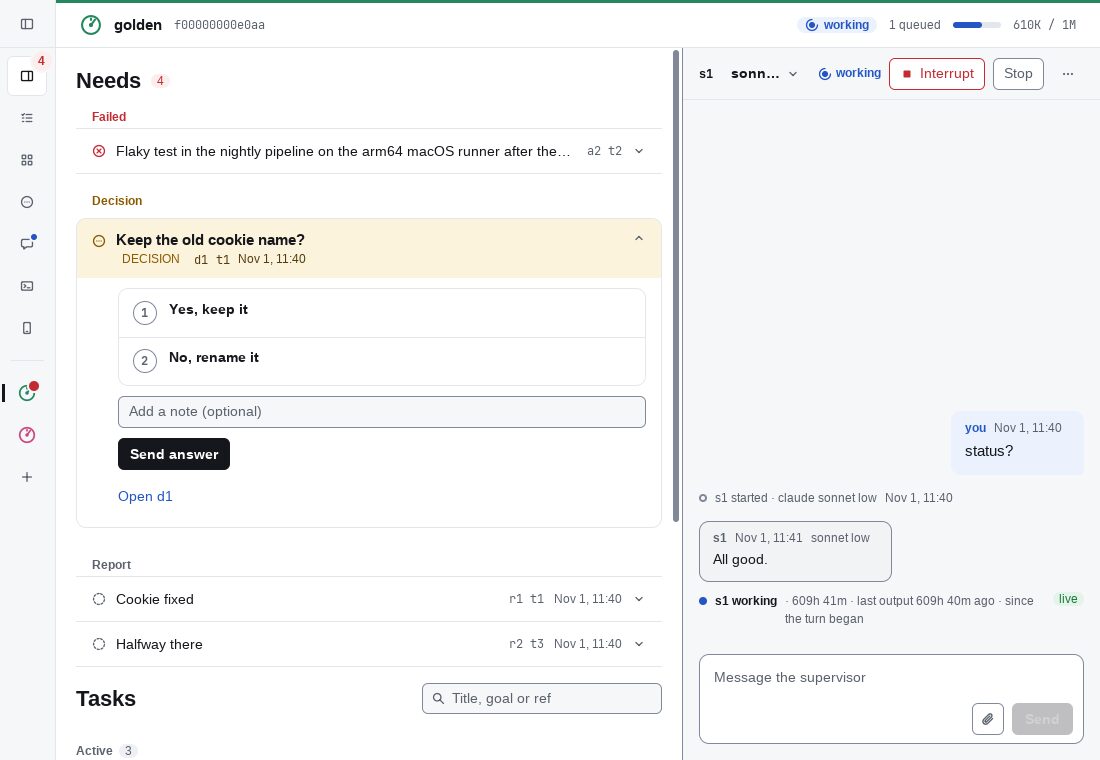 golden f00000000e0aa working 1 queued 610K / 1M
4
Needs 4
Failed
Flaky test in the nightly pipeline on the arm64 macOS runner after the… a2 t2
Decision
Keep the old cookie name?
DECISION d1 t1 Nov 1, 11:40
1 Yes, keep it
2 No, rename it
Add a note (optional)
Send answer
Open d1
Report
Cookie fixed r1 t1 Nov 1, 11:40
Halfway there r2 t3 Nov 1, 11:40
Tasks Title, goal or ref
Active 3
s1 sonn… working Interrupt Stop
you Nov 1, 11:40
status?
s1 started · claude sonnet low Nov 1, 11:40
s1 Nov 1, 11:41 sonnet low
All good.
s1 working · 609h 41m · last output 609h 40m ago · since live
the turn began
Message the supervisor
Send